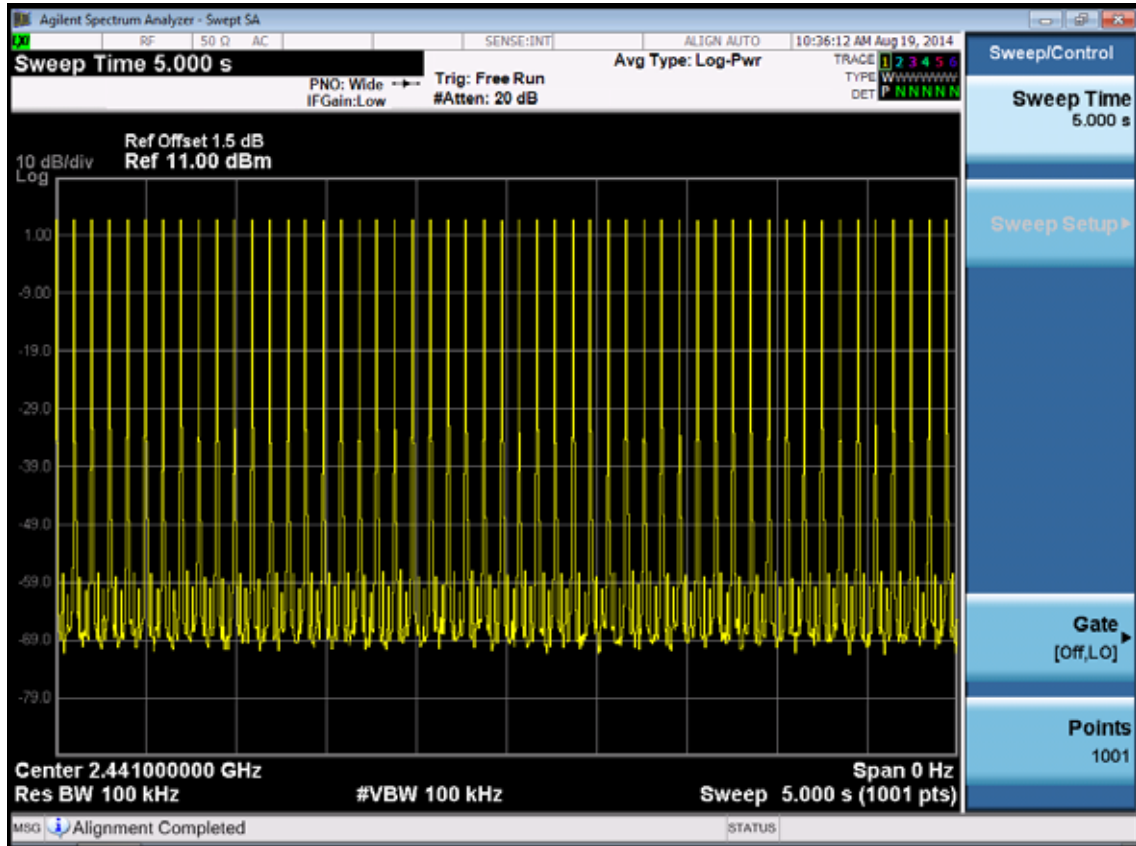 Agilent Spectrum Analyzer - Swept SA
LXI RF 50 Ω AC SENSE:INT ALIGN AUTO 10:36:12 AM Aug 19, 2014
Sweep Time 5.000 s
PNO: Wide
IFGain:Low
Trig: Free Run
#Atten: 20 dB
Avg Type: Log-Pwr
TRACE 1 2 3 4 5 6
TYPE WWWWWWW
DET P N N N N N
Ref Offset 1.5 dB
10 dB/div Ref 11.00 dBm
Log
1.00
-9.00
-19.0
-29.0
-39.0
-49.0
-59.0
-69.0
-79.0
Center 2.441000000 GHz Span 0 Hz
Res BW 100 kHz #VBW 100 kHz Sweep 5.000 s (1001 pts)
MSG Alignment Completed STATUS
Sweep/Control
Sweep Time
5.000 s
Sweep Setup
Gate
[Off,LO]
Points
1001